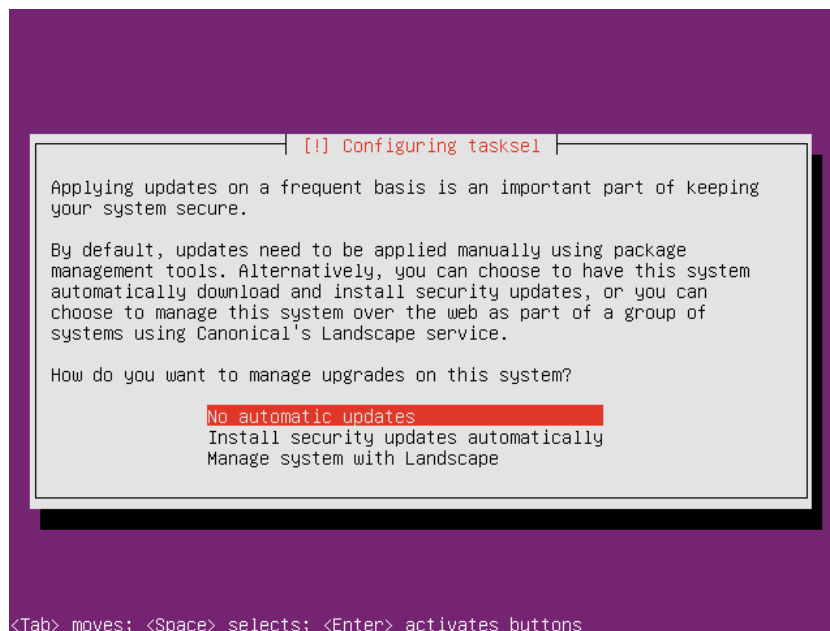 [!] Configuring tasksel
Applying updates on a frequent basis is an important part of keeping
your system secure.
By default, updates need to be applied manually using package
management tools. Alternatively, you can choose to have this system
automatically download and install security updates, or you can
choose to manage this system over the web as part of a group of
systems using Canonical's Landscape service.
How do you want to manage upgrades on this system?
No automatic updates
Install security updates automatically
Manage system with Landscape
<Tab> moves; <Space> selects; <Enter> activates buttons